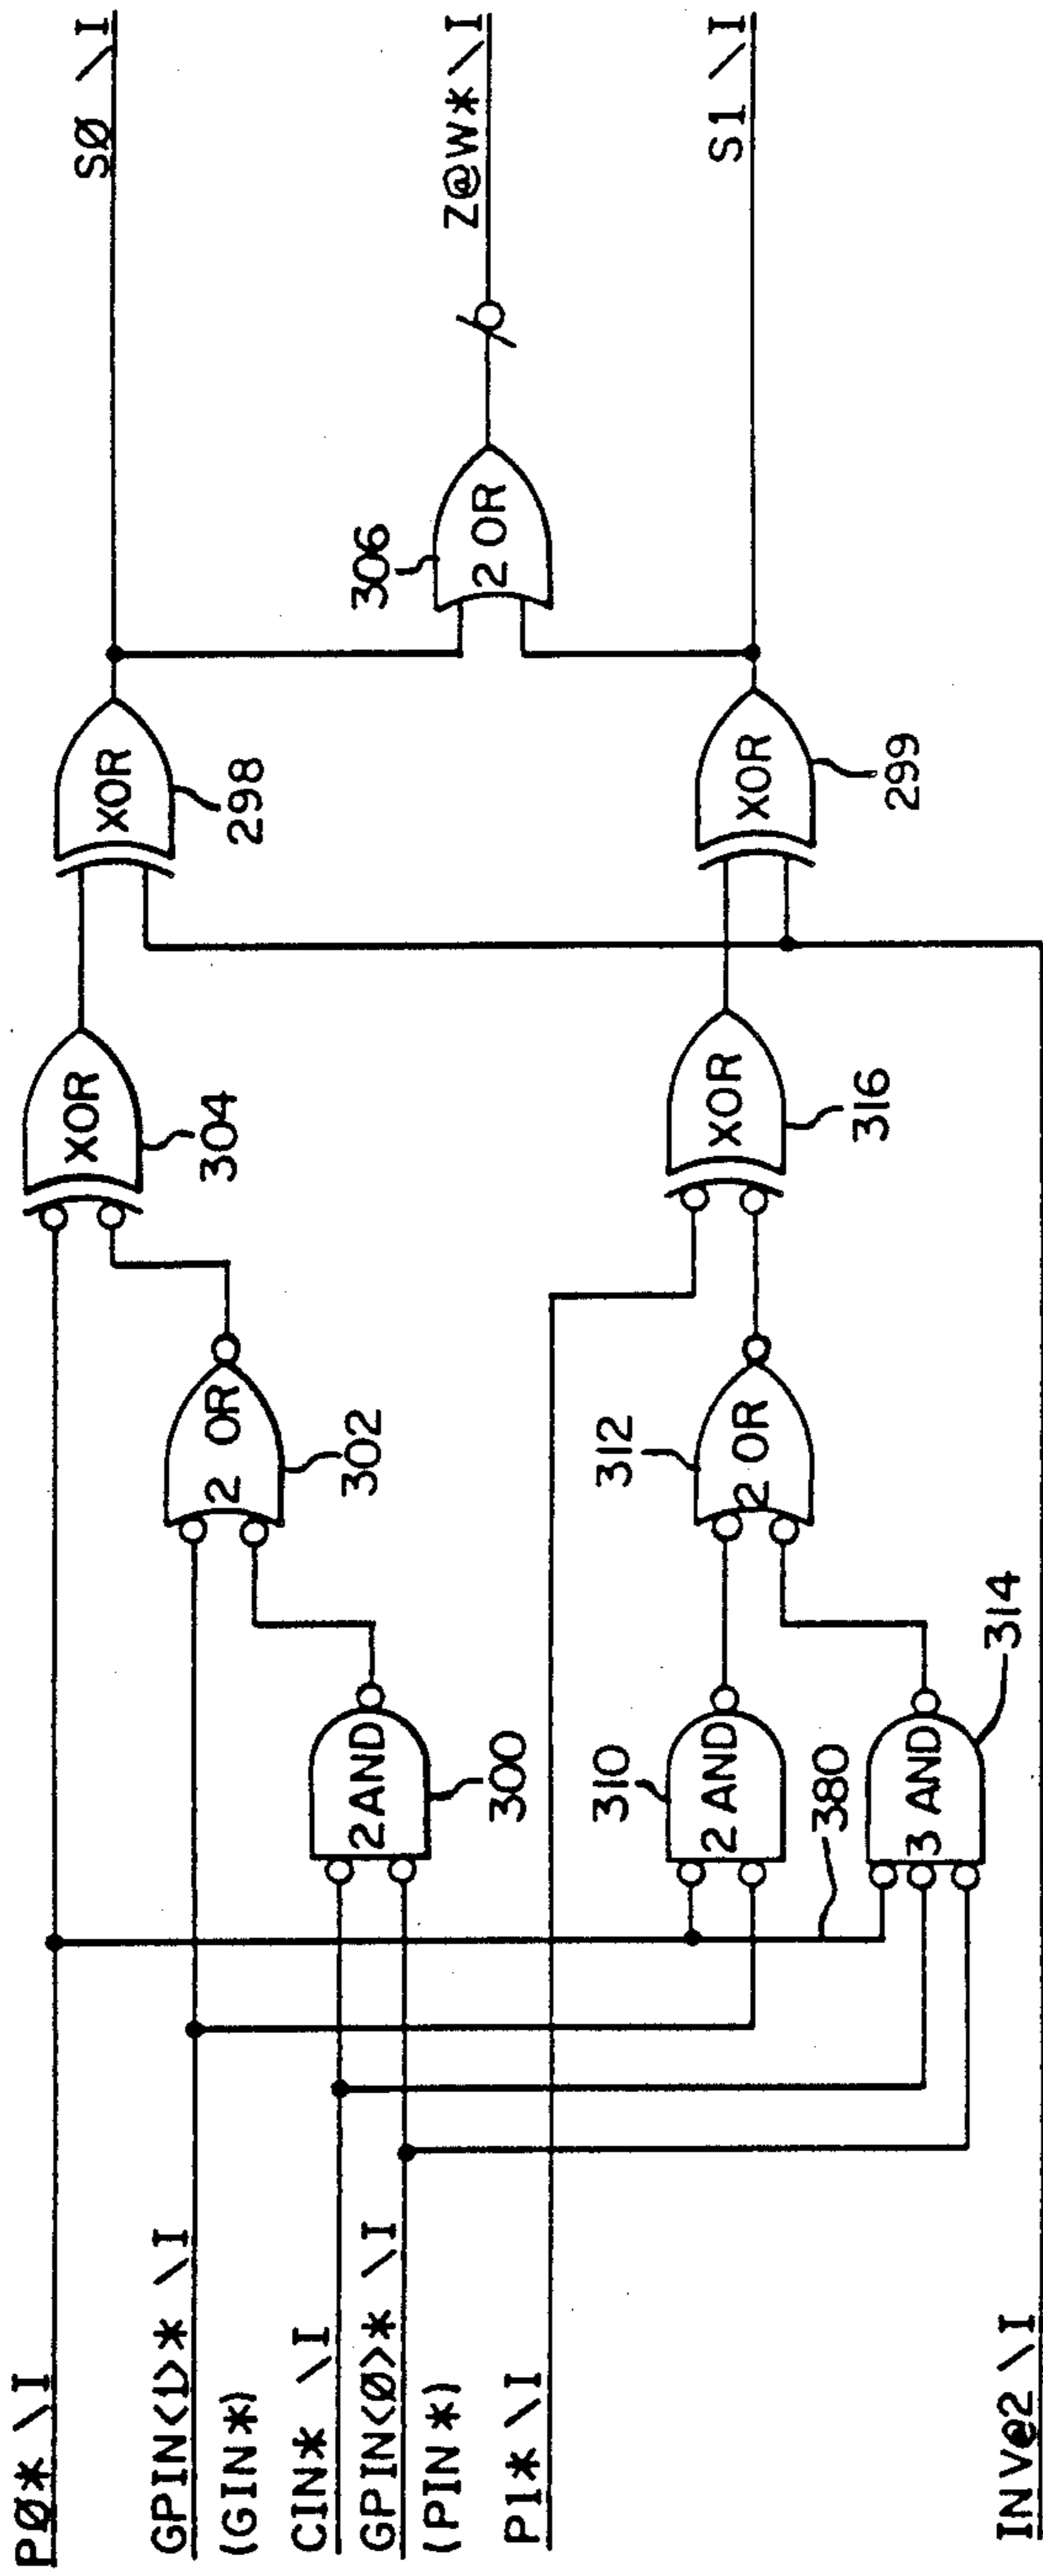 PØ* \I
GPIN<1>* \I
(GIN*)
CIN* \I
GPIN<Ø>* \I
(PIN*)
P1* \I
INV@2 \I
2 AND
300
2 AND
310
380
3 AND
314
2 OR
302
2 OR
312
XOR
304
XOR
316
XOR
298
XOR
299
2 OR
306
SØ \I
Z@W* \I
S1 \I